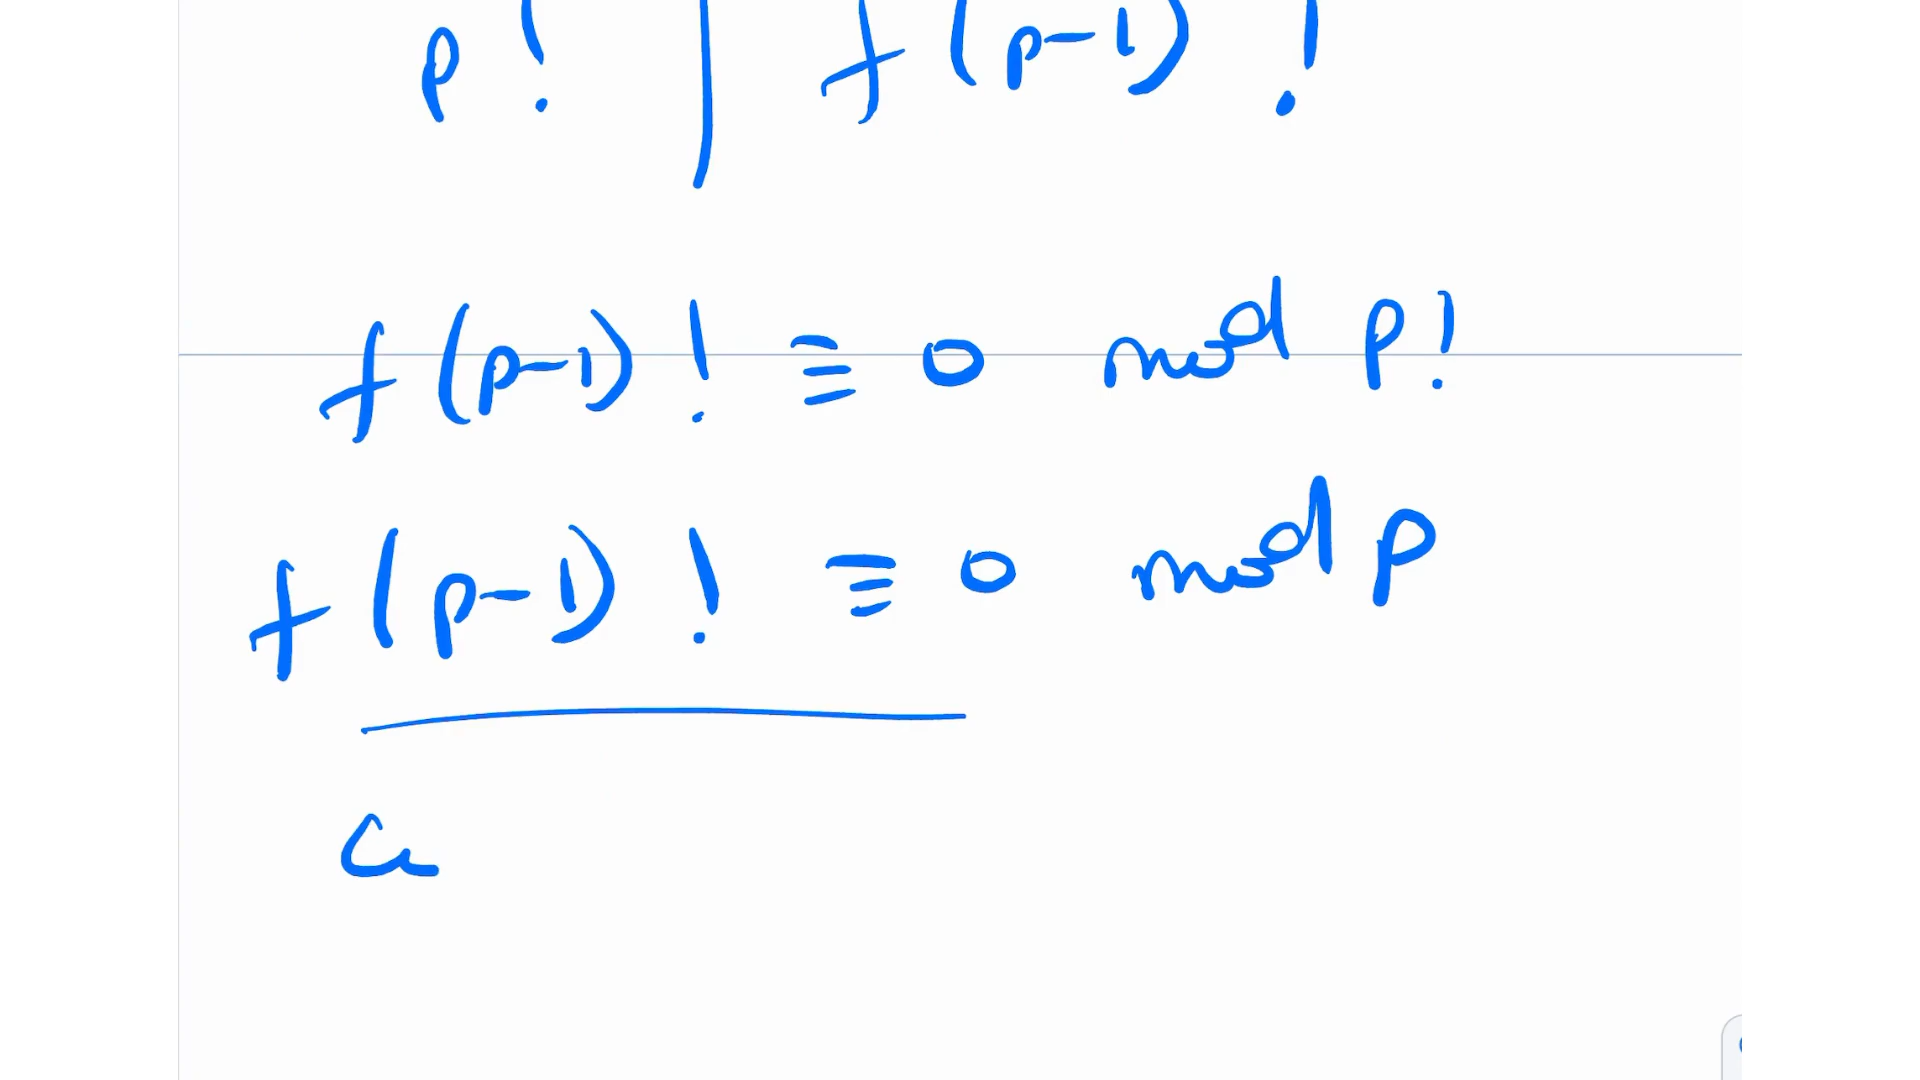 p! | f(p-1)!
f(p-1)! ≡ 0 mod p!
f(p-1)! ≡ 0 mod p